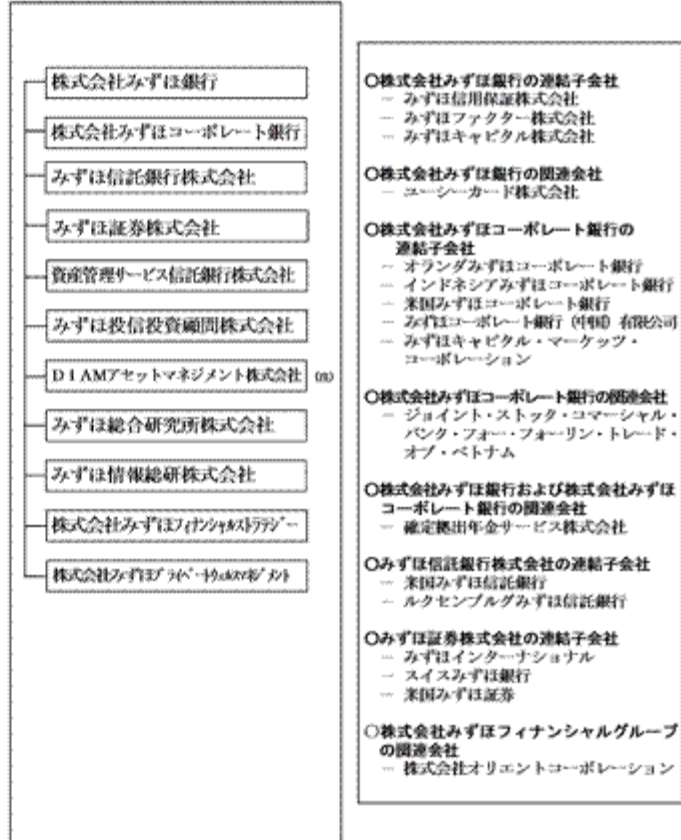 株式会社みずほ銀行
株式会社みずほコーポレート銀行
みずほ信託銀行株式会社
みずほ証券株式会社
資産管理サービス信託銀行株式会社
みずほ投信投資顧問株式会社
DIAMアセットマネジメント株式会社
みずほ総合研究所株式会社
みずほ情報総研株式会社
株式会社みずほフィナンシャルストラテジー
株式会社みずほプライベートウェルスマネジメント
○株式会社みずほ銀行の連結子会社
― みずほ信用保証株式会社
― みずほファクター株式会社
― みずほキャピタル株式会社
○株式会社みずほ銀行の関連会社
― ユーシーカード株式会社
○株式会社みずほコーポレート銀行の
連結子会社
― オランダみずほコーポレート銀行
― インドネシアみずほコーポレート銀行
― 米国みずほコーポレート銀行
― みずほコーポレート銀行(中国)有限公司
― みずほキャピタル・マーケッツ・
コーポレーション
○株式会社みずほコーポレート銀行の関連会社
― ジョイント・ストック・コマーシャル・
バンク・フォー・フォーリン・トレード・
オブ・ベトナム
○株式会社みずほ銀行および株式会社みずほ
コーポレート銀行の関連会社
― 確定拠出年金サービス株式会社
○みずほ信託銀行株式会社の連結子会社
― 米国みずほ信託銀行
― ルクセンブルグみずほ信託銀行
○みずほ証券株式会社の連結子会社
― みずほインターナショナル
― スイスみずほ銀行
― 米国みずほ証券
○株式会社みずほフィナンシャルグループ
の関連会社
― 株式会社オリエントコーポレーション